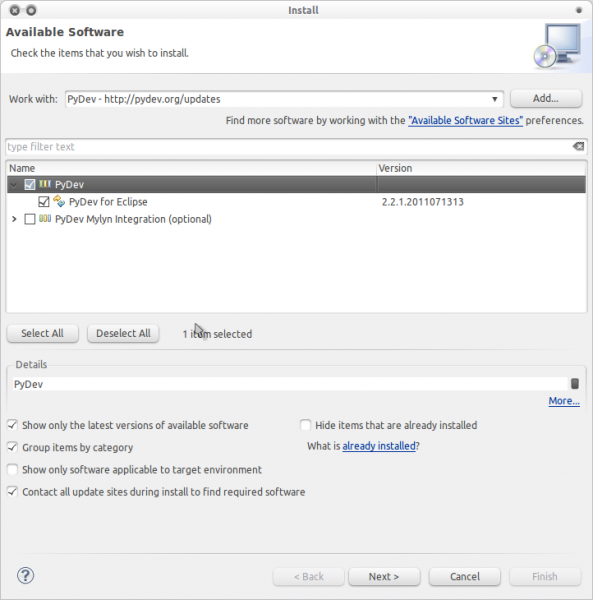 Install
Available Software
Check the items that you wish to install.
Work with: PyDev - http://pydev.org/updates Add...
Find more software by working with the "Available Software Sites" preferences.
type filter text
Name Version
PyDev
PyDev for Eclipse 2.2.1.2011071313
PyDev Mylyn Integration (optional)
Select All Deselect All 1 item selected
Details
PyDev
More...
Show only the latest versions of available software Hide items that are already installed
Group items by category What is already installed?
Show only software applicable to target environment
Contact all update sites during install to find required software
? < Back Next > Cancel Finish